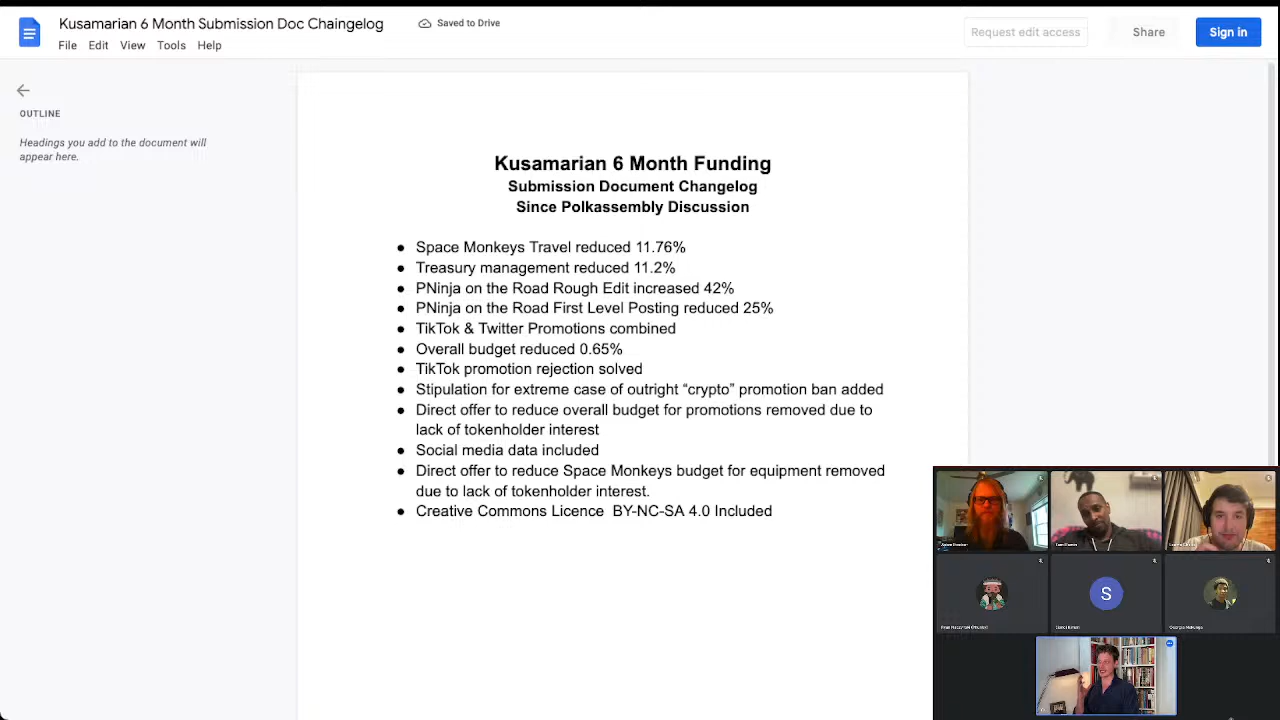 Kusamarian 6 Month Submission Doc Chaingelog
Saved to Drive
File Edit View Tools Help
Request edit access
Share
Sign in
OUTLINE
Headings you add to the document will
appear here.
Kusamarian 6 Month Funding
Submission Document Changelog
Since Polkassembly Discussion
● Space Monkeys Travel reduced 11.76%
● Treasury management reduced 11.2%
● PNinja on the Road Rough Edit increased 42%
● PNinja on the Road First Level Posting reduced 25%
● TikTok & Twitter Promotions combined
● Overall budget reduced 0.65%
● TikTok promotion rejection solved
● Stipulation for extreme case of outright “crypto” promotion ban added
● Direct offer to reduce overall budget for promotions removed due to
lack of tokenholder interest
● Social media data included
● Direct offer to reduce Space Monkeys budget for equipment removed
due to lack of tokenholder interest.
● Creative Commons Licence  BY-NC-SA 4.0 Included
S